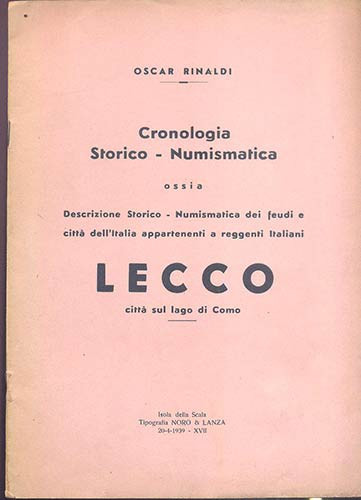 OSCAR RINALDI
Cronologia
Storico - Numismatica
ossia
Descrizione Storico - Numismatica dei feudi e
città dell'Italia appartenenti a reggenti Italiani
LECCO
città sul lago di Como
Isola della Scala
Tipografia NORO & LANZA
20-4-1939 - XVII